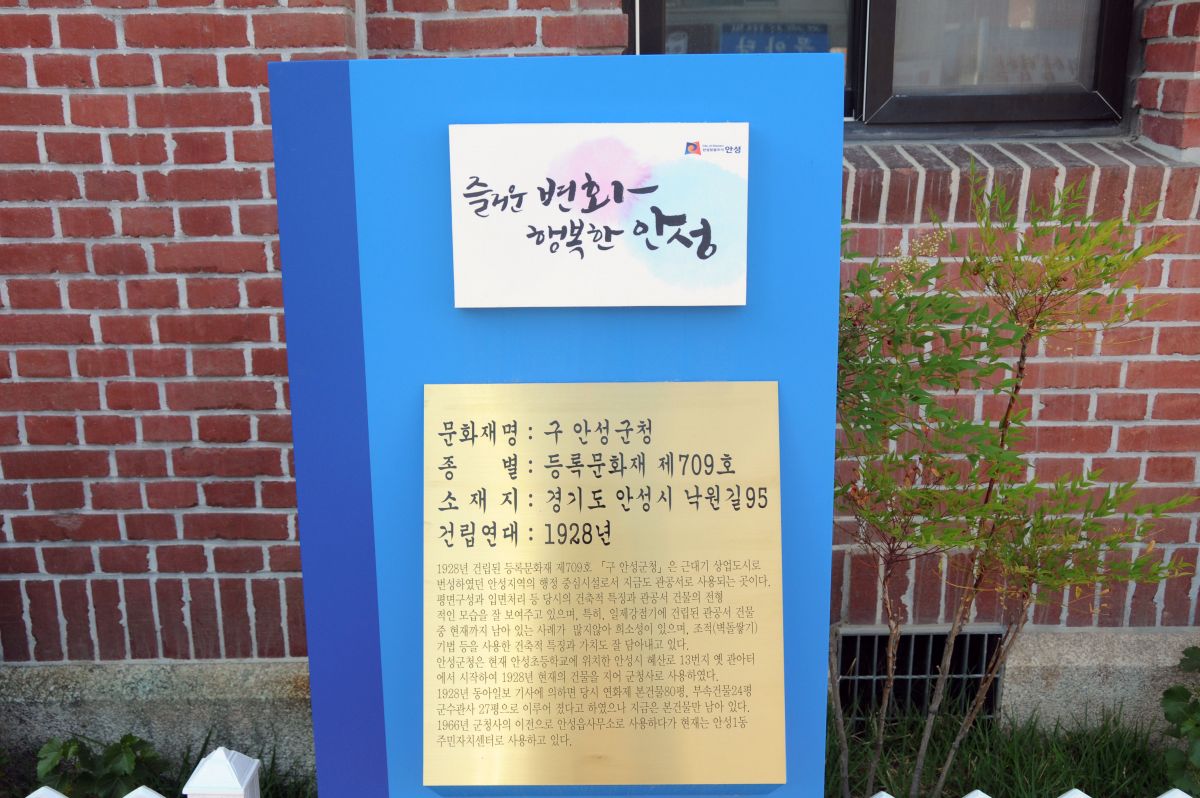 안성
즐거운 변화
행복한 안성
문화재명 : 구 안성군청
종 별 : 등록문화재 제709호
소 재 지 : 경기도 안성시 낙원길95
건립연대 : 1928년
1928년 건립된 등록문화재 제709호 「구 안성군청」은 근대기 상업도시로
번성하였던 안성지역의 행정 중심시설로서 지금도 관공서로 사용되는 곳이다.
평면구성과 입면처리 등 당시의 건축적 특징과 관공서 건물의 전형
적인 모습을 잘 보여주고 있으며, 특히, 일제강점기에 건립된 관공서 건물
중 현재까지 남아 있는 사례가 많지않아 희소성이 있으며, 조적(벽돌쌓기)
기법 등을 사용한 건축적 특징과 가치도 잘 담아내고 있다.
안성군청은 현재 안성초등학교에 위치한 안성시 혜산로 13번지 옛 관아터
에서 시작하여 1928년 현재의 건물을 지어 군청사로 사용하였다.
1928년 동아일보 기사에 의하면 당시 연화제 본건물80평, 부속건물24평
군수관사 27평으로 이루어 졌다고 하였으나 지금은 본건물만 남아 있다.
1966년 군청사의 이전으로 안성읍사무소로 사용하다가 현재는 안성1동
주민자치센터로 사용하고 있다.